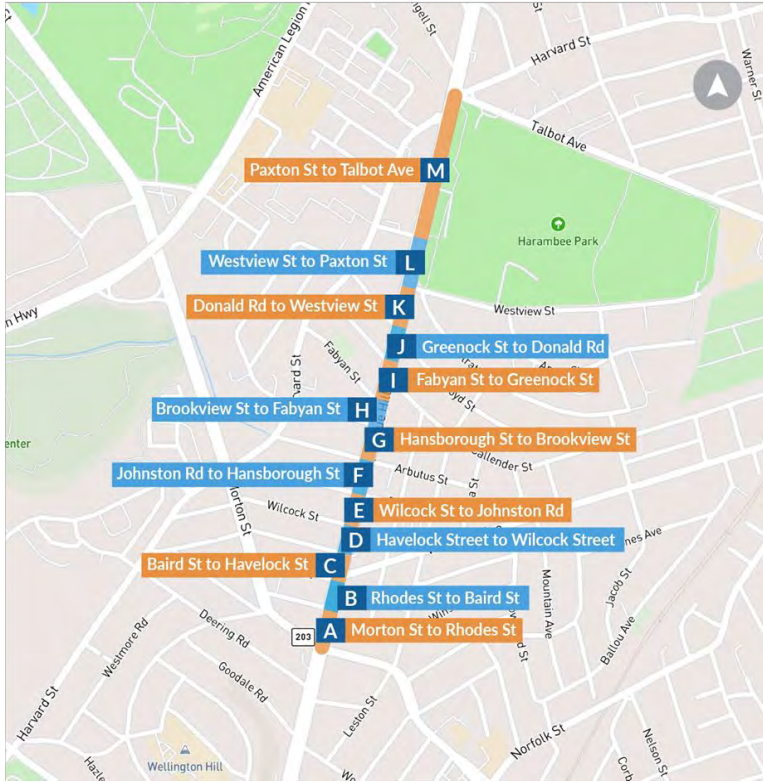 American Legion
Harvard St
Warner St
Talbot Ave
Paxton St to Talbot Ave M
Harambee Park
Westview St to Paxton St L
Donald Rd to Westview St K
Westview St
n Hwy
J Greenock St to Donald Rd
Fabyan St
I Fabyan St to Greenock St
Brookview St to Fabyan St H
G Hansborough St to Brookview St
enter
Callender St
Johnston Rd to Hansborough St F
Arbutus St
Morton St
Wilcock St
E Wilcock St to Johnston Rd
D Havelock Street to Wilcock Street
nes Ave
Baird St to Havelock St C
Mountain Ave
Jacob St
B Rhodes St to Baird St
Deering Rd
203
A Morton St to Rhodes St
Ballou Ave
Westmore Rd
Goodale Rd
Harvard St
Leston St
Norfolk St
Nelson St
Wellington Hill